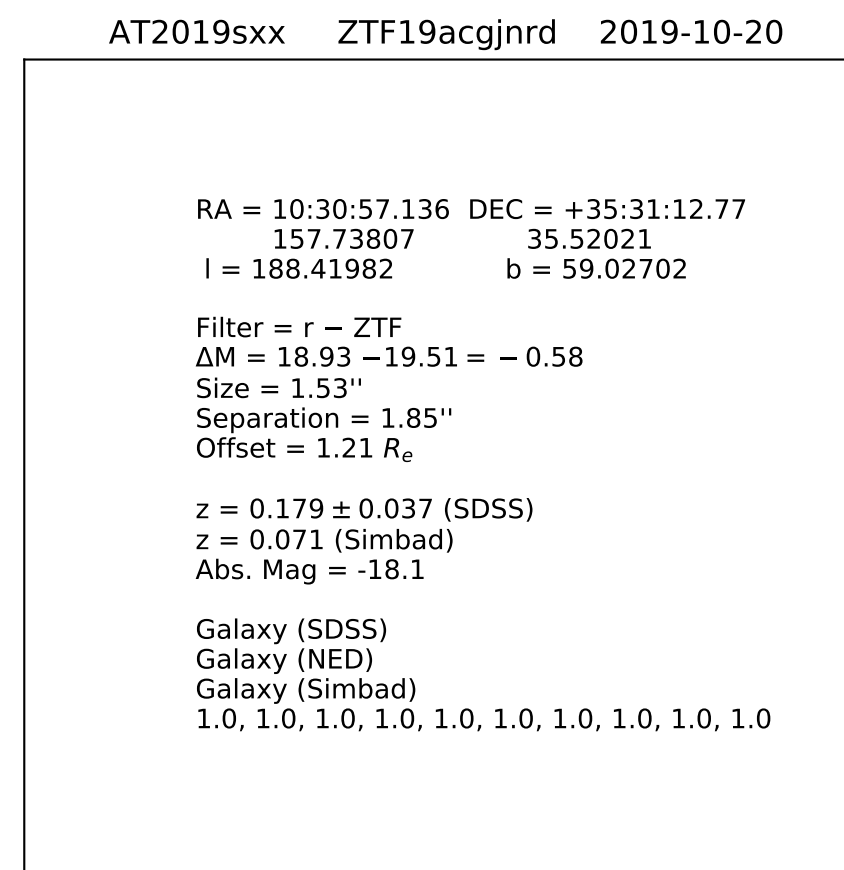 AT2019sxx ZTF19acgjnrd 2019-10-20
RA = 10:30:57.136 DEC = +35:31:12.77
157.73807 35.52021
l = 188.41982 b = 59.02702
Filter = r − ZTF
ΔM = 18.93 −19.51 = − 0.58
Size = 1.53''
Separation = 1.85''
Offset = 1.21 Re
z = 0.179 ± 0.037 (SDSS)
z = 0.071 (Simbad)
Abs. Mag = -18.1
Galaxy (SDSS)
Galaxy (NED)
Galaxy (Simbad)
1.0, 1.0, 1.0, 1.0, 1.0, 1.0, 1.0, 1.0, 1.0, 1.0